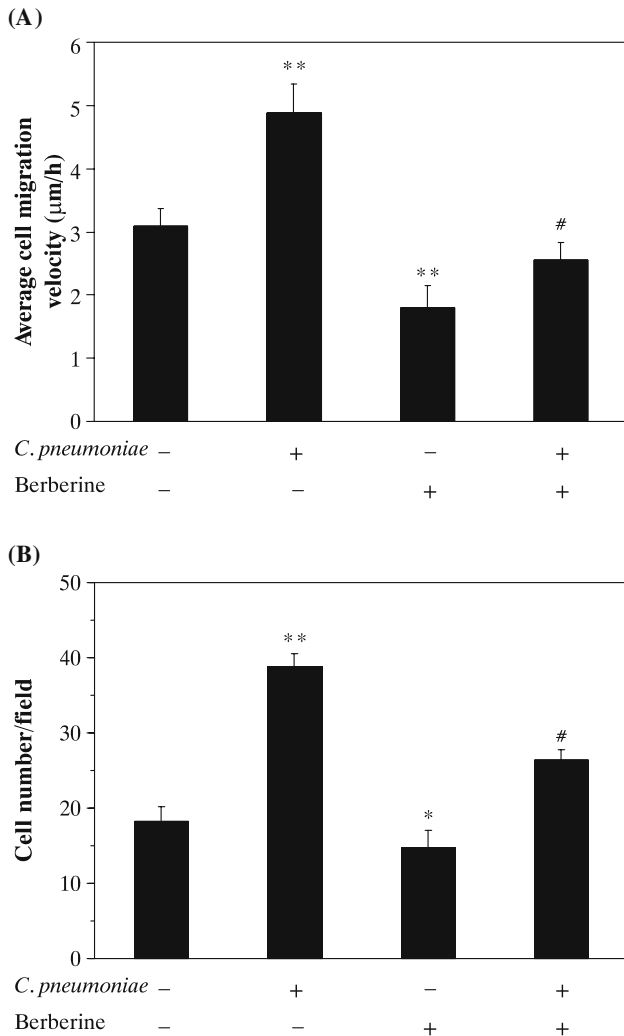 (A)
Average cell migration
velocity (μm/h)
6
5
4
3
2
1
0
**
**
#
C. pneumoniae – + – +
Berberine – – + +
(B)
Cell number/field
50
40
30
20
10
0
**
*
#
C. pneumoniae – + – +
Berberine – – + +